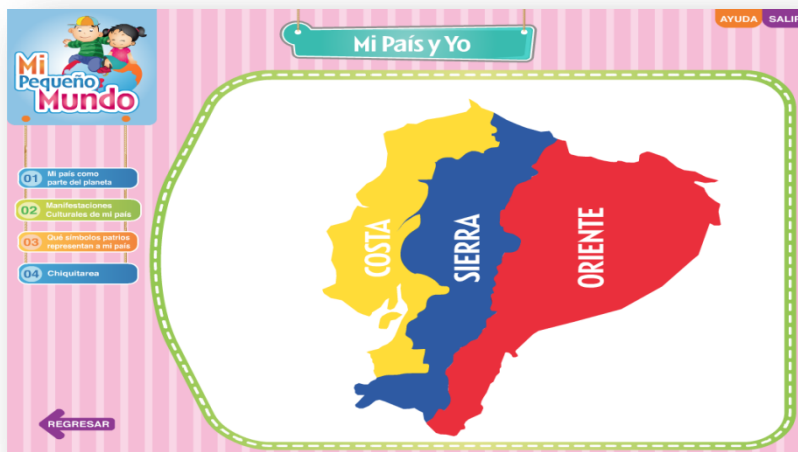 AYUDA
SALIR
Mi País y Yo
Mi
Pequeño
Mundo
01 Mi país como
parte del planeta
02 Manifestaciones
Culturales de mi país
03 Qué símbolos patrios
representan a mi país
04 Chiquitarea
COSTA
SIERRA
ORIENTE
REGRESAR